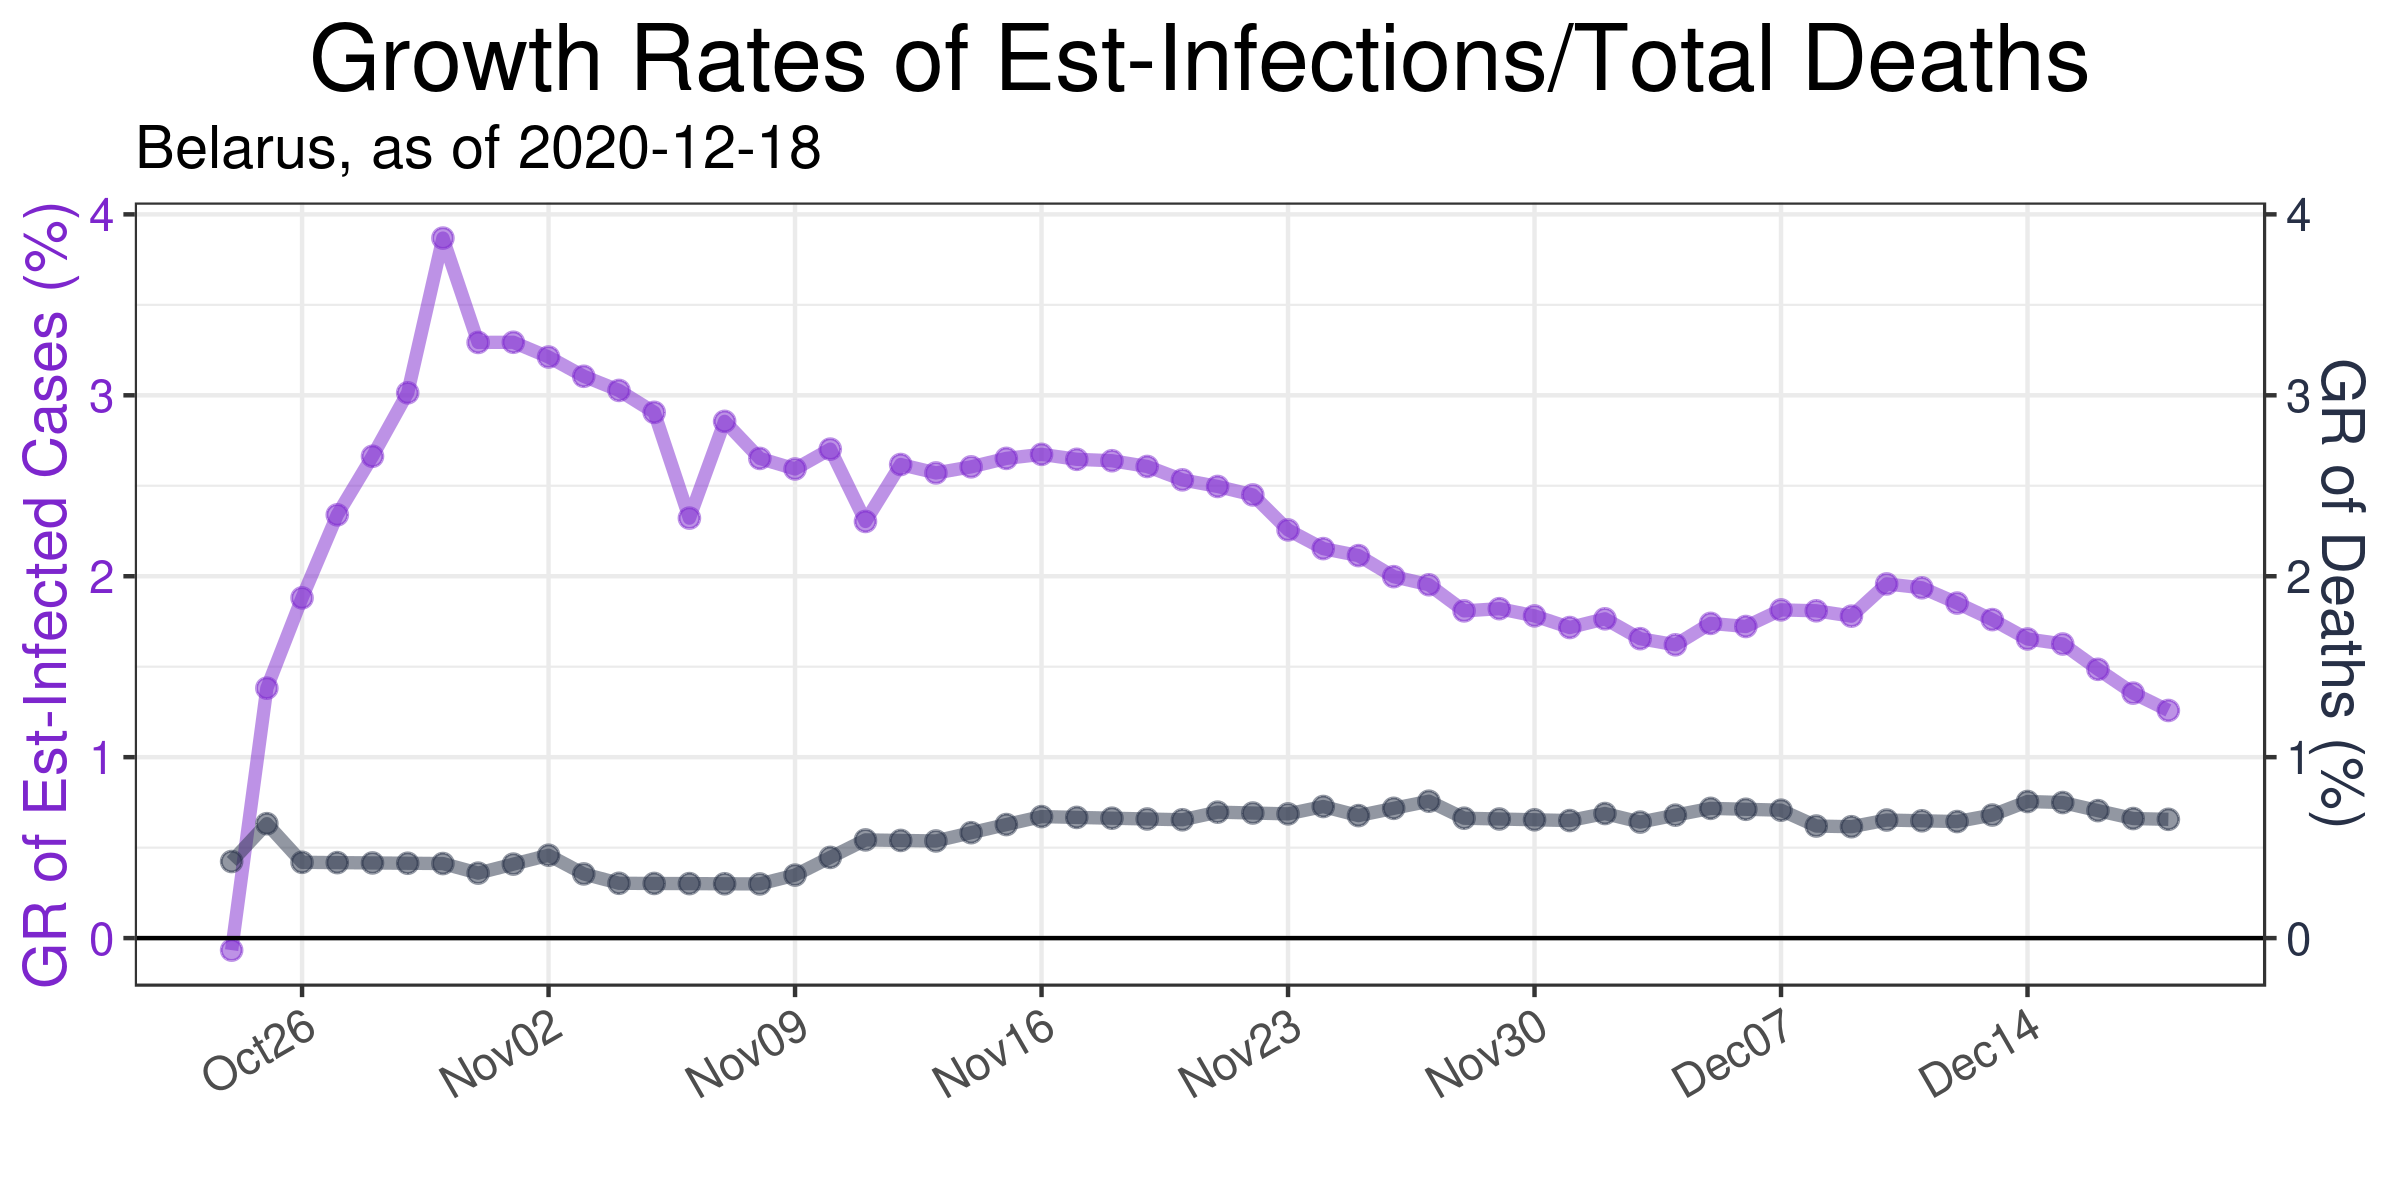 Growth Rates of Est-Infections/Total Deaths
Belarus, as of 2020-12-18
GR of Est-Infected Cases (%)
4
3
2
1
0
4
3
2
1
0
GR of Deaths (%)
Oct26
Nov02
Nov09
Nov16
Nov23
Nov30
Dec07
Dec14